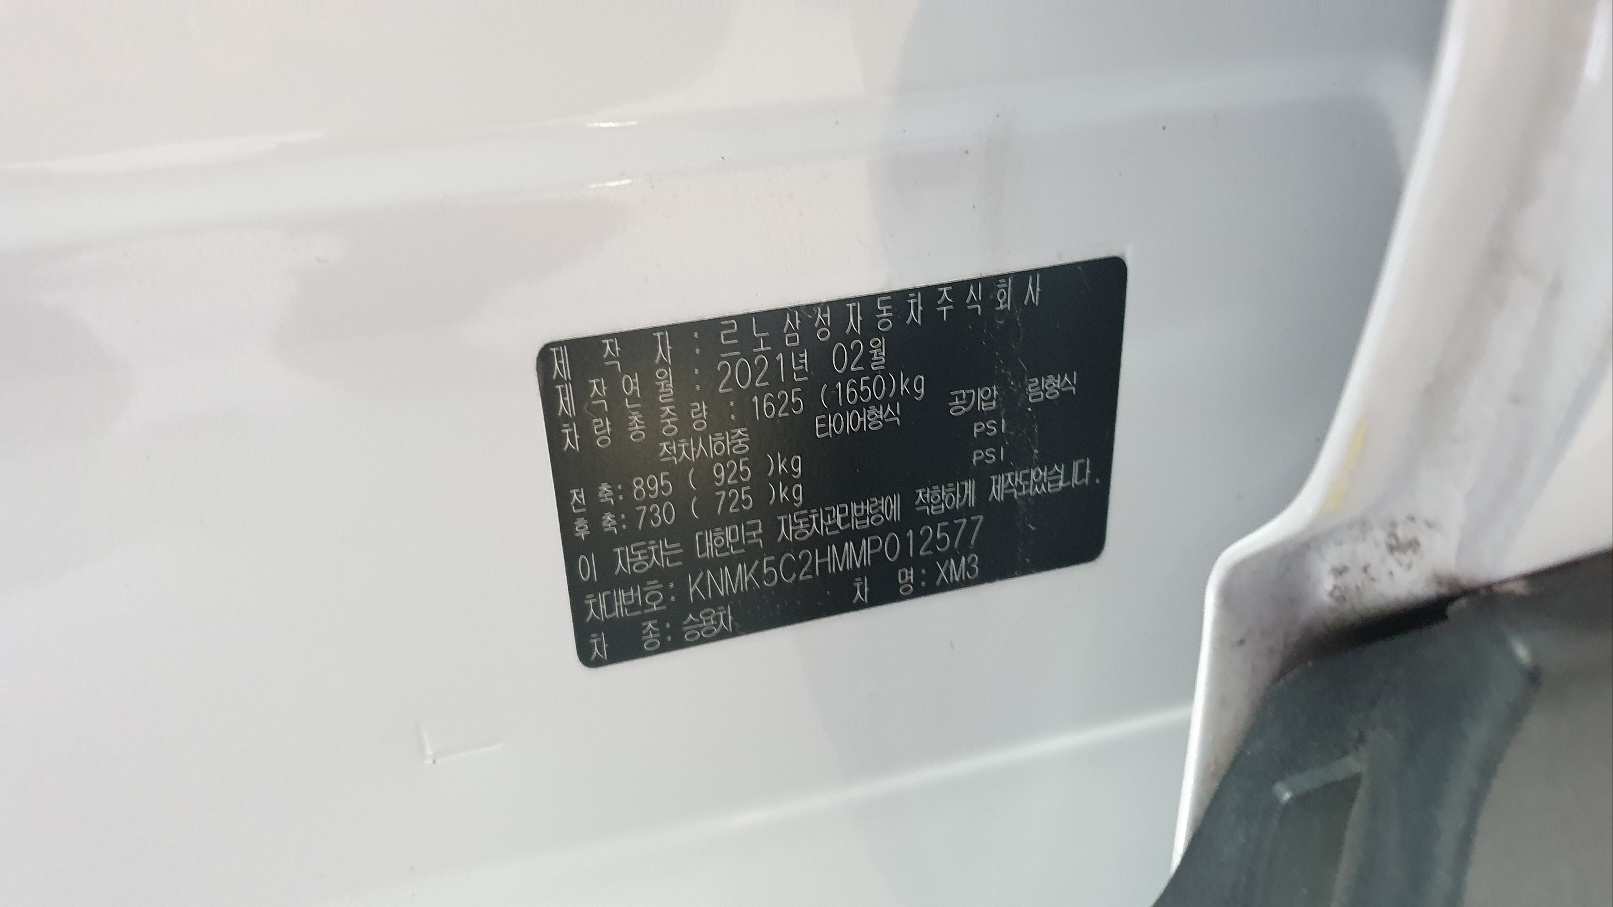 제 작 자 : 르노삼성자동차주식회사
제작연월 : 2021년 02월
차량총중량 : 1625 (1650)kg
적차시하중 타이어형식 공기압 림형식
전 축: 895 ( 925 )kg PSI
후 축: 730 ( 725 )kg PSI
이 자동차는 대한민국 자동차관리법령에 적합하게 제작되었습니다.
차대번호: KNMK5C2HMMP012577
차 종: 승용차 차 명: XM3